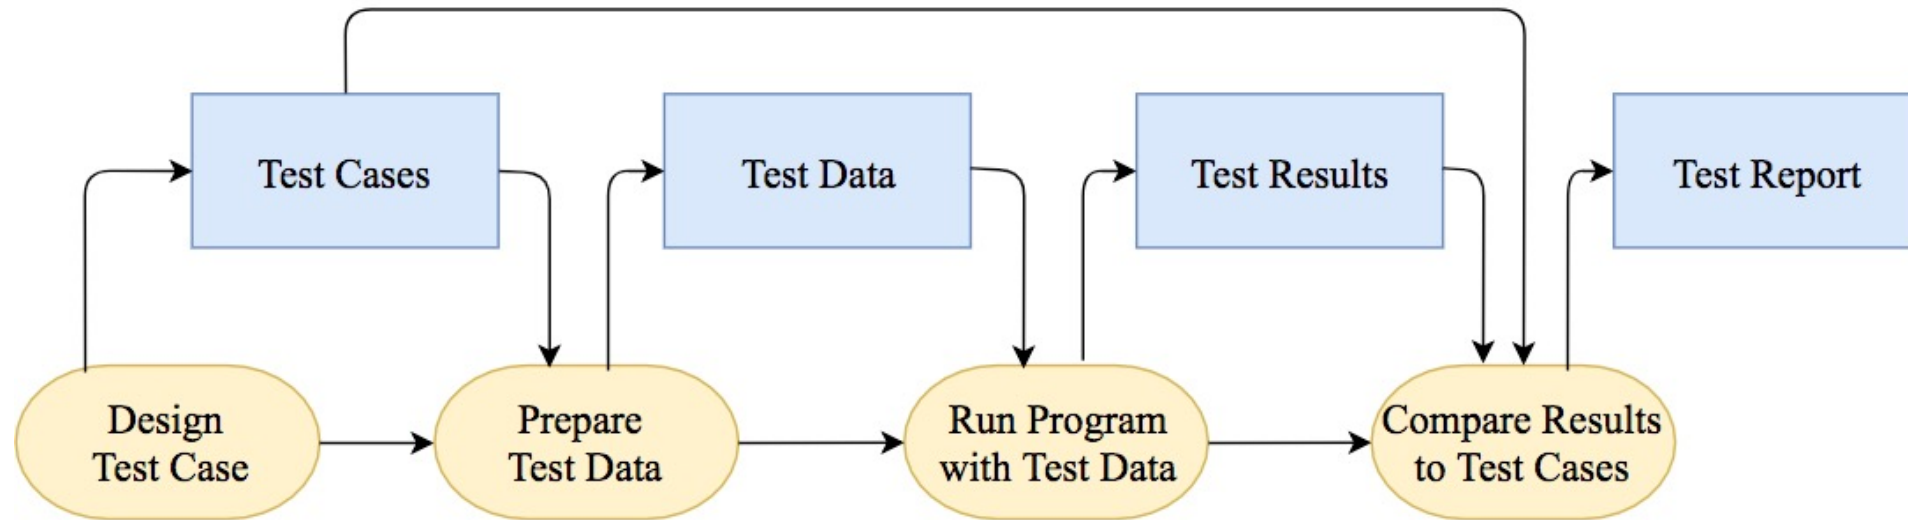 Test Cases
Test Data
Test Results
Test Report
Design
Test Case
Prepare
Test Data
Run Program
with Test Data
Compare Results
to Test Cases